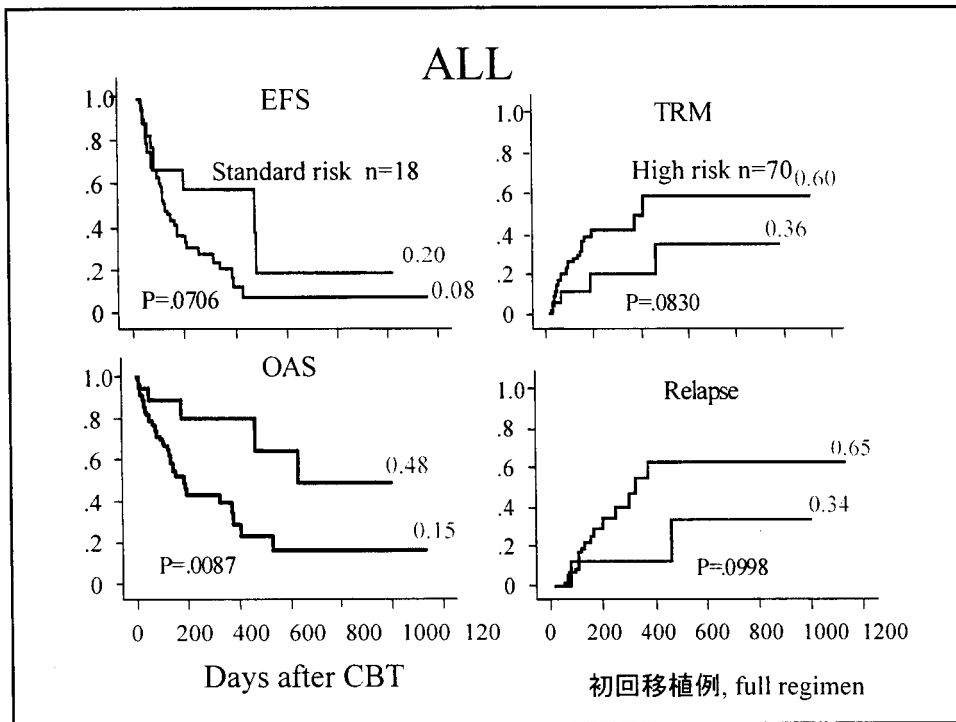 ALL
EFS
1.0
.8
.6
.4
.2
0
Standard risk n=18
0.20
0.08
P=.0706
TRM
1.0
.8
.6
.4
.2
0
High risk n=70
0.60
0.36
P=.0830
OAS
1.0
.8
.6
.4
.2
0
0.48
0.15
P=.0087
0 200 400 600 800 1000 120
Days after CBT
Relapse
1.0
.8
.6
.4
.2
0
0.65
0.34
P=.0998
0 200 400 600 800 1000 1200
初回移植例, full regimen